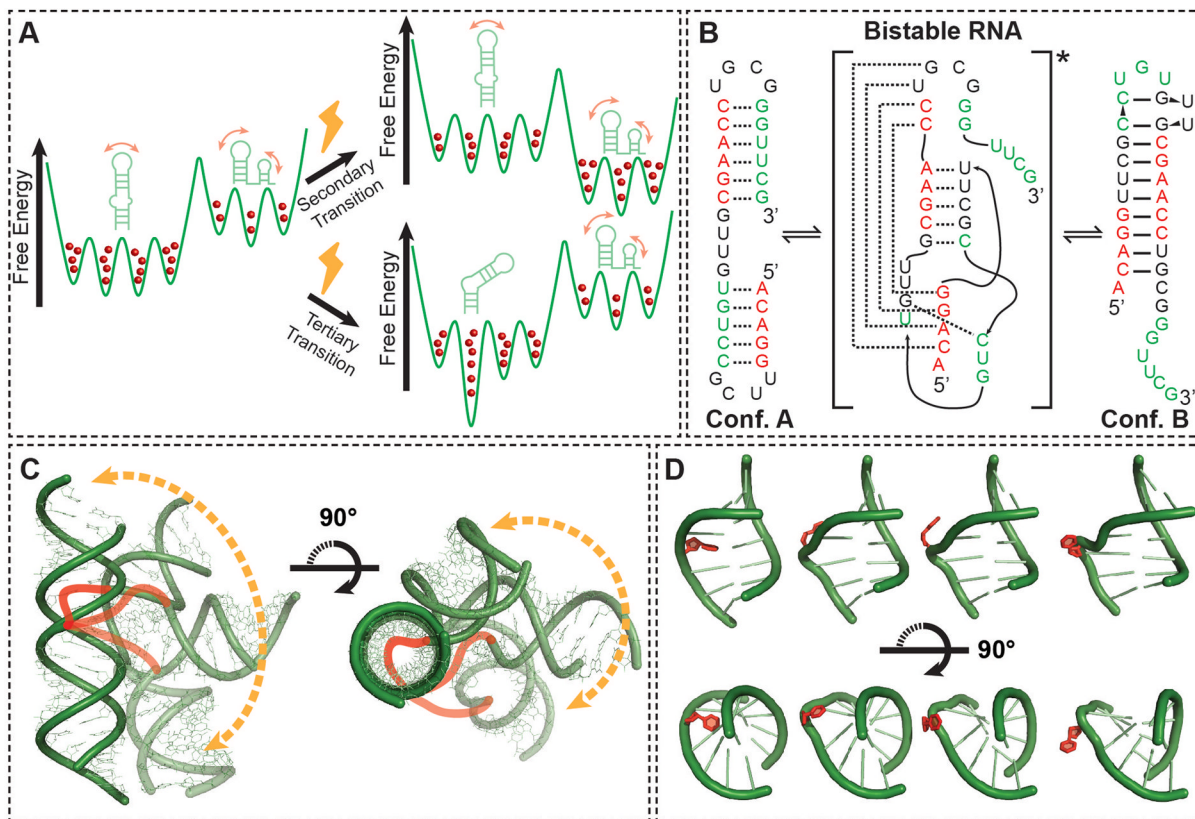 A
Free Energy
Secondary
Transition
Tertiary
Transition
Free Energy
Free Energy
B
Bistable RNA
G C
U G
C G
C G
A U
A U
G C
C G
G 3'
U
U
G 5'
U A
G C
U A
C G
C G
G U
C U
Conf. A
*
G C
U G
C G
C G
U U C G
3'
A U
A U
G C
C G
G C
U
U G
G G
U A
C
A
5'
C
U
G
G
U U
C G U
C G U
G C
C G
U A
U A
G C
G C
A U
C G
A C
5' G
G
G
U
U
C
G 3'
Conf. B
C
90°
D
90°